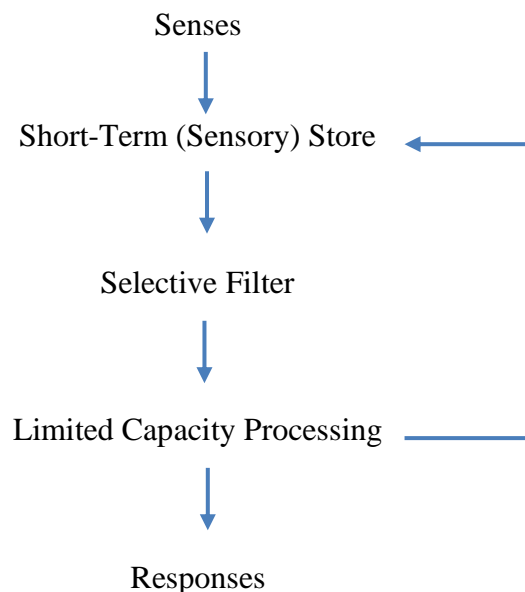 Senses
Short-Term (Sensory) Store
Selective Filter
Limited Capacity Processing
Responses